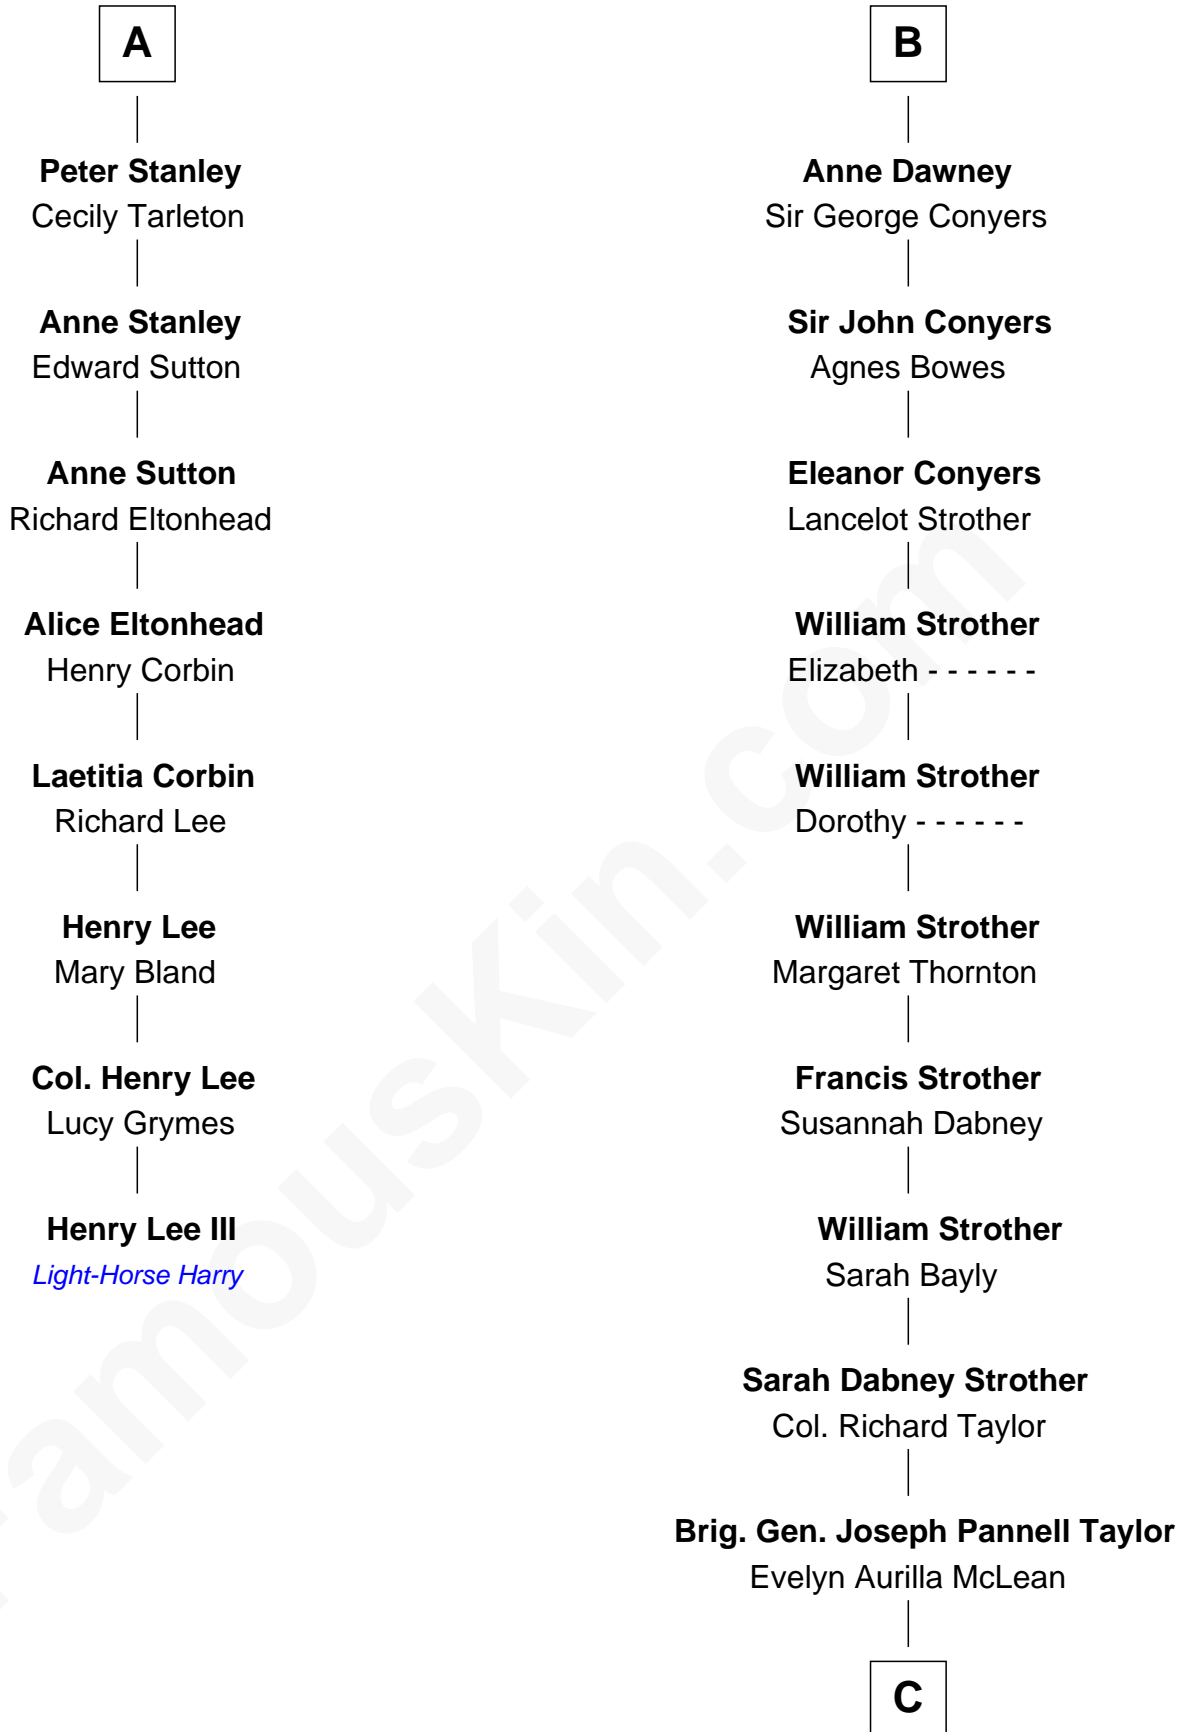 A
Peter Stanley
Cecily Tarleton
Anne Stanley
Edward Sutton
Anne Sutton
Richard Eltonhead
Alice Eltonhead
Henry Corbin
Laetitia Corbin
Richard Lee
Henry Lee
Mary Bland
Col. Henry Lee
Lucy Grymes
Henry Lee III
Light-Horse Harry
B
Anne Dawney
Sir George Conyers
Sir John Conyers
Agnes Bowes
Eleanor Conyers
Lancelot Strother
William Strother
Elizabeth - - - - - -
William Strother
Dorothy - - - - - -
William Strother
Margaret Thornton
Francis Strother
Susannah Dabney
William Strother
Sarah Bayly
Sarah Dabney Strother
Col. Richard Taylor
Brig. Gen. Joseph Pannell Taylor
Evelyn Aurilla McLean
C
FamousKin.com